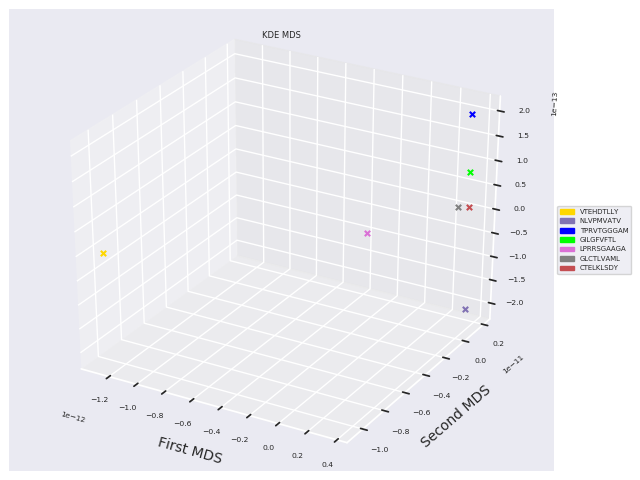 KDE MDS
1e−13
2.0
1.5
1.0
0.5
0.0
−0.5
−1.0
−1.5
−2.0
VTEHDTLLY
NLVPMVATV
TPRVTGGGAM
GILGFVFTL
LPRRSGAAGA
GLCTLVAML
CTELKLSDY
0.2
0.0
−0.2
−0.4
−0.6
−0.8
−1.0
1e−11
Second MDS
−1.2
−1.0
−0.8
−0.6
−0.4
−0.2
0.0
0.2
0.4
1e−12
First MDS